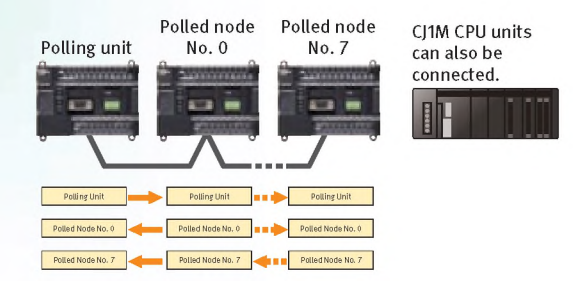 Polling unit
Polled node
No. 0
Polled node
No. 7
CJ1M CPU units
can also be
connected.
Polling Unit
Polling Unit
Polling Unit
Polled Node No. 0
Polled Node No. 0
Polled Node No. 0
Polled Node No. 7
Polled Node No. 7
Polled Node No. 7